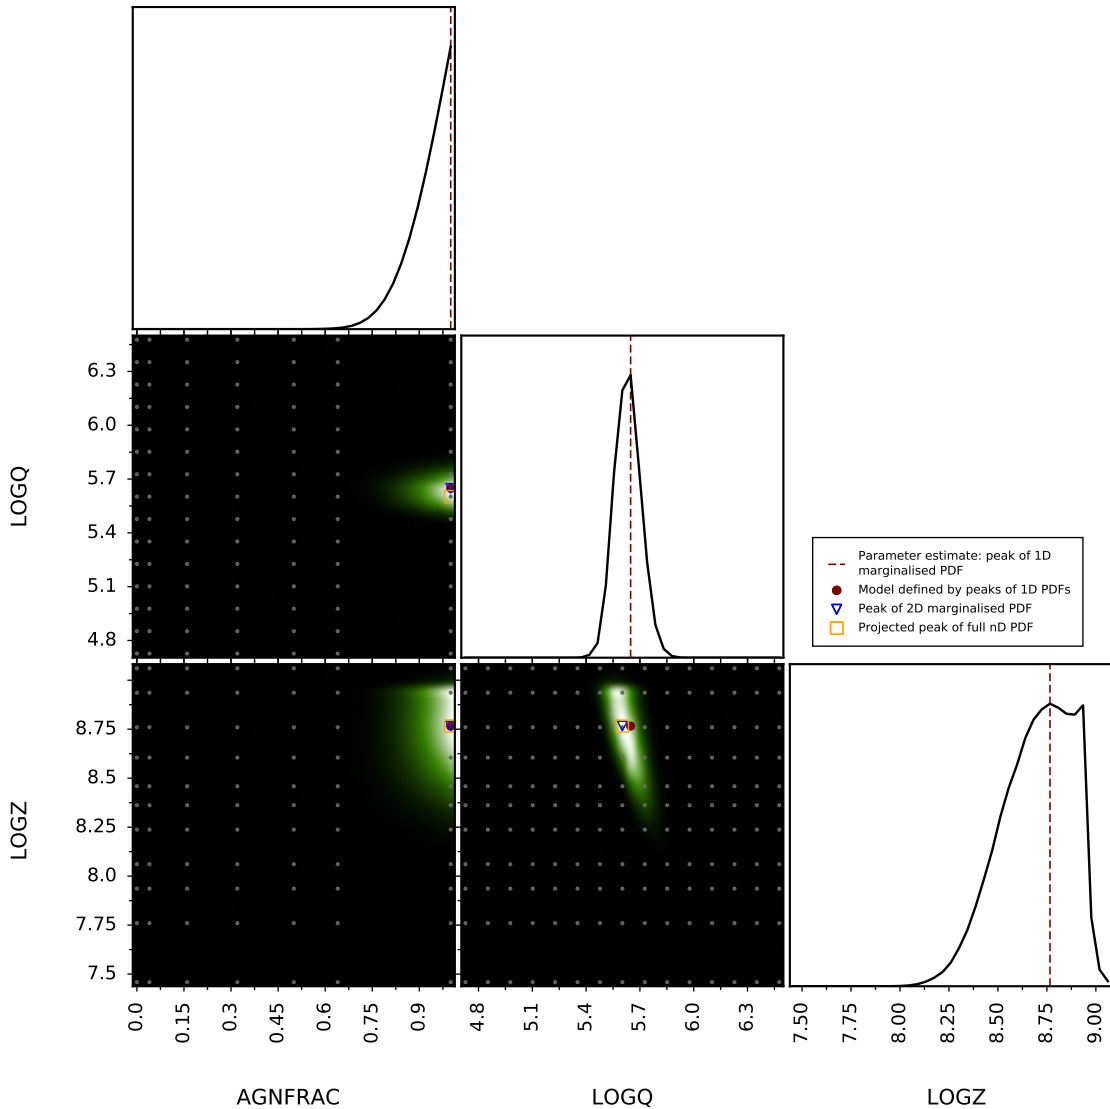 6.3
6.0
5.7
LOGQ
5.4
5.1
4.8
Parameter estimate: peak of 1D
marginalised PDF
Model defined by peaks of 1D PDFs
Peak of 2D marginalised PDF
Projected peak of full nD PDF
8.75
8.5
8.25
LOGZ
8.0
7.75
7.5
0.0 0.15 0.3 0.45 0.6 0.75 0.9 4.8 5.1 5.4 5.7 6.0 6.3 7.50 7.75 8.00 8.25 8.50 8.75 9.00
AGNFRAC LOGQ LOGZ